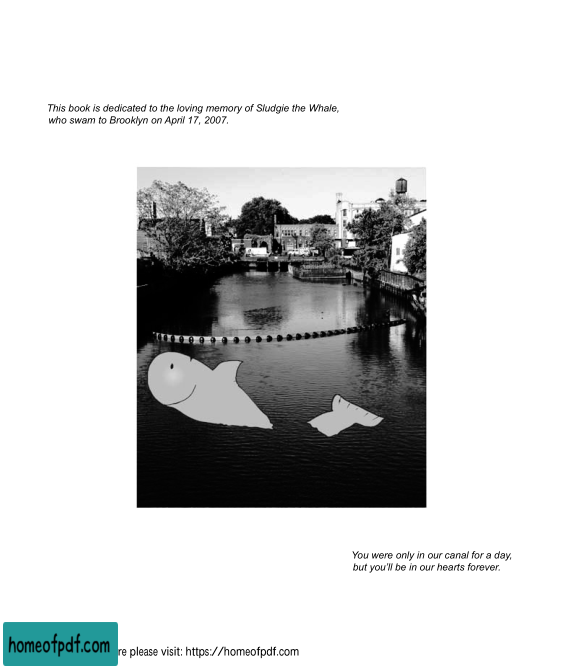 This book is dedicated to the loving memory of Sludgie the Whale,
who swam to Brooklyn on April 17, 2007.
You were only in our canal for a day,
but you'll be in our hearts forever.
homeofpdf.com
re please visit: https://homeofpdf.com